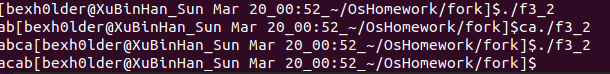 [bexh0lder@XuBinHan_Sun Mar 20_00:52_~/OsHomework/fork]$./f3_2
ab[bexh0lder@XuBinHan_Sun Mar 20_00:52_~/OsHomework/fork]$ca./f3_2
abca[bexh0lder@XuBinHan_Sun Mar 20_00:52_~/OsHomework/fork]$./f3_2
acab[bexh0lder@XuBinHan_Sun Mar 20_00:52_~/OsHomework/fork]$